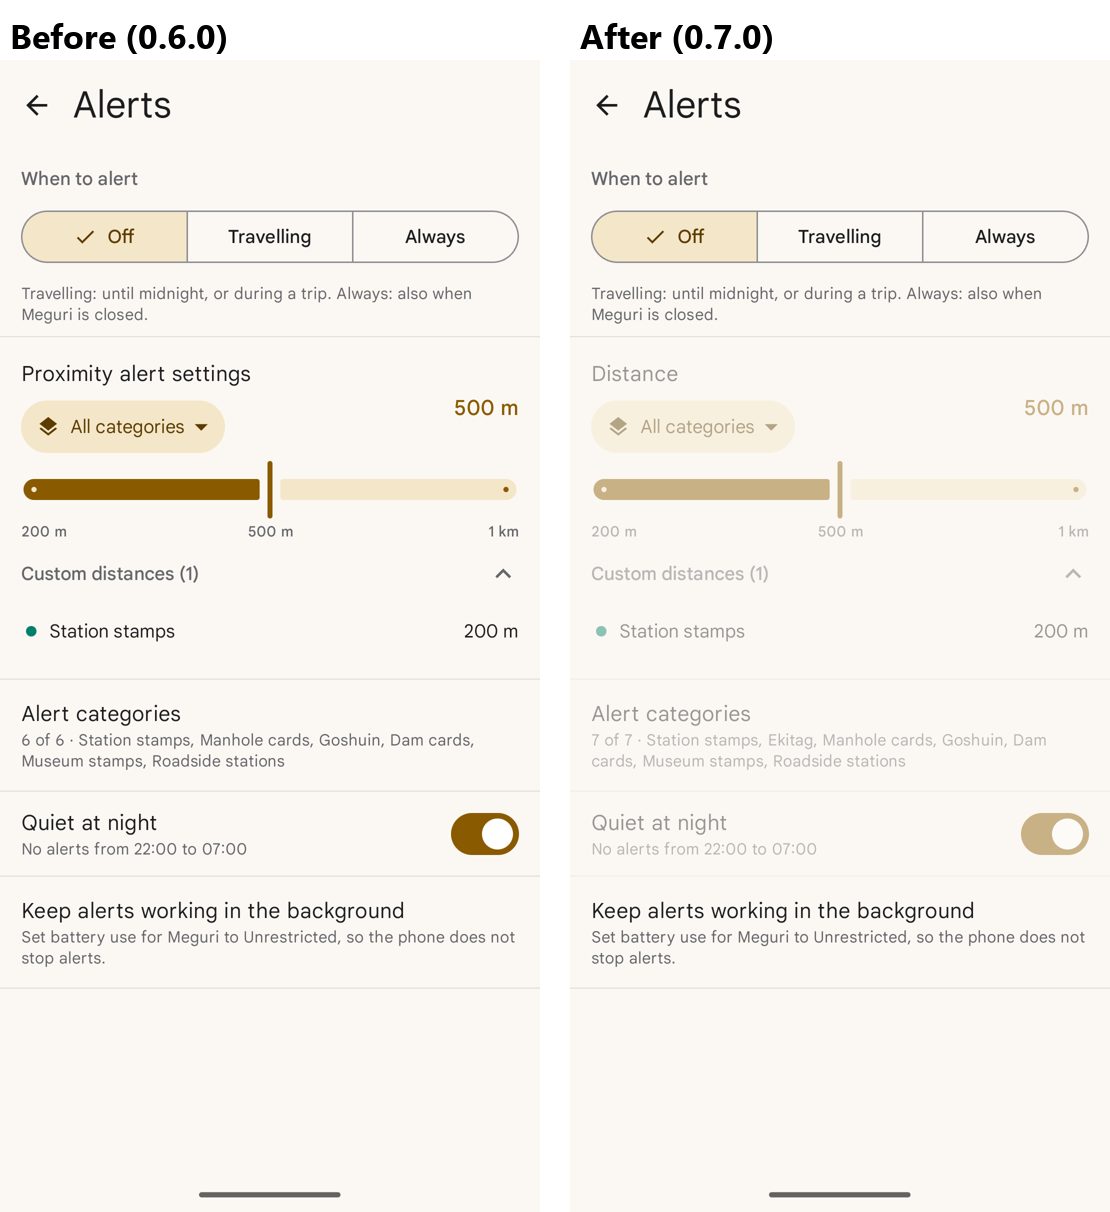 Before (0.6.0)
Alerts
When to alert
Off
Travelling
Always
Travelling: until midnight, or during a trip. Always: also when
Meguri is closed.
Proximity alert settings
500 m
All categories
200 m
500 m
1 km
Custom distances (1)
Station stamps
200 m
Alert categories
6 of 6 · Station stamps, Manhole cards, Goshuin, Dam cards,
Museum stamps, Roadside stations
Quiet at night
No alerts from 22:00 to 07:00
Keep alerts working in the background
Set battery use for Meguri to Unrestricted, so the phone does not
stop alerts.
After (0.7.0)
Alerts
When to alert
Off
Travelling
Always
Travelling: until midnight, or during a trip. Always: also when
Meguri is closed.
Distance
500 m
All categories
200 m
500 m
1 km
Custom distances (1)
Station stamps
200 m
Alert categories
7 of 7 · Station stamps, Ekitag, Manhole cards, Goshuin, Dam
cards, Museum stamps, Roadside stations
Quiet at night
No alerts from 22:00 to 07:00
Keep alerts working in the background
Set battery use for Meguri to Unrestricted, so the phone does not
stop alerts.